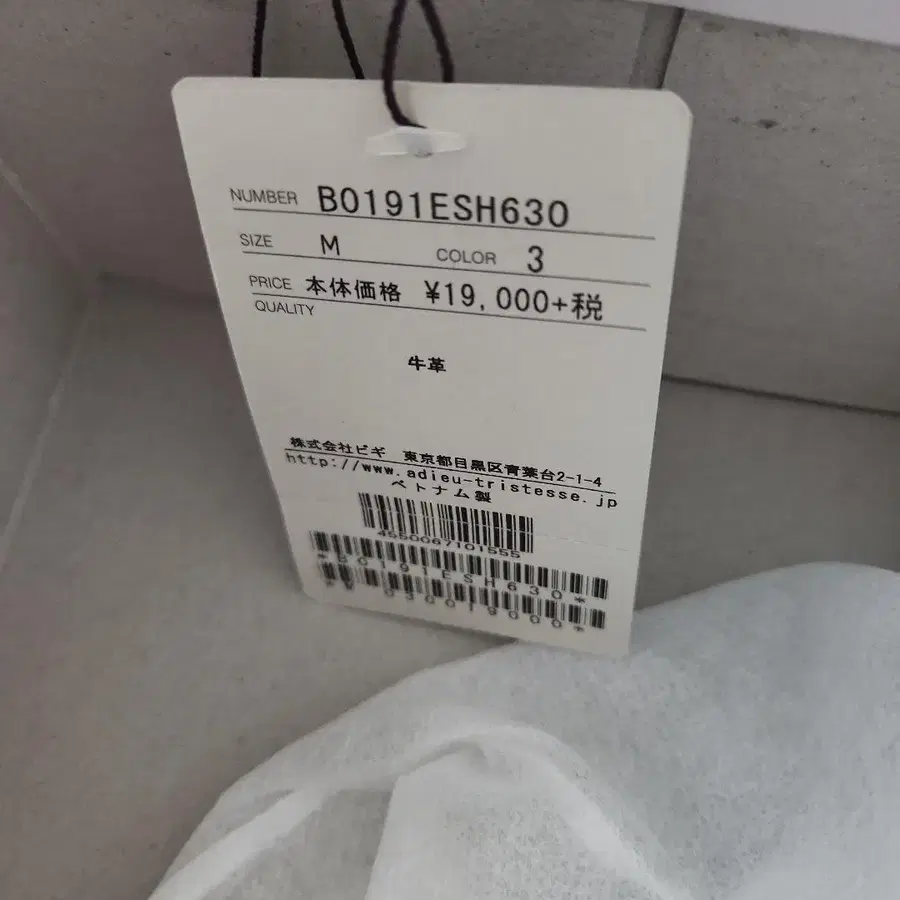 NUMBER B0191ESH630
SIZE M COLOR 3
PRICE 本体価格 ¥19,000+税
QUALITY
牛革
株式会社ビギ 東京都目黒区青葉台2-1-4
http://www.adieu-tristesse.jp
ベトナム製
4550067101555
*B0191ESH630*